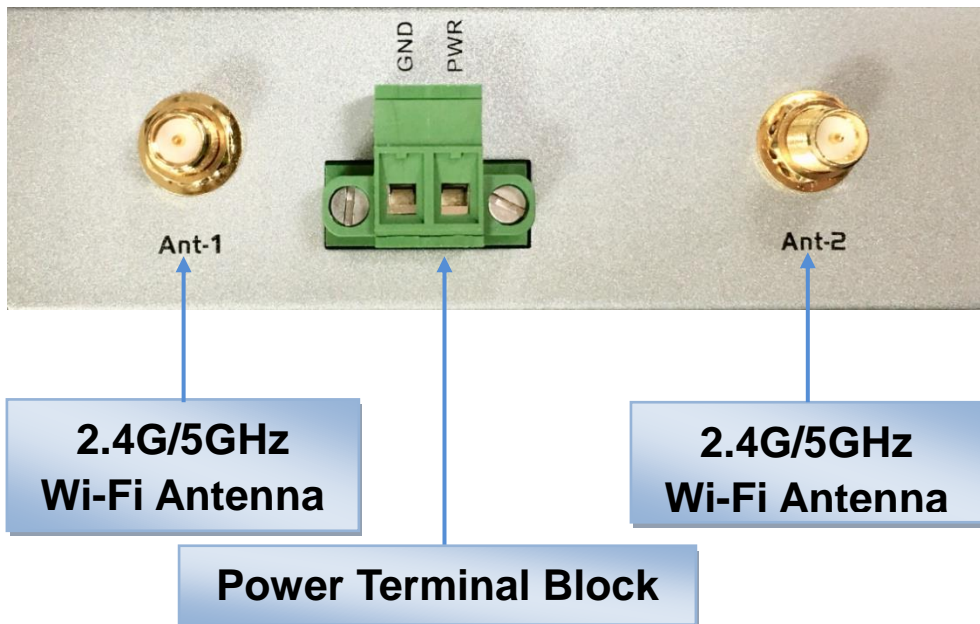 GND
PWR
Ant-1
Ant-2
2.4G/5GHz
Wi-Fi Antenna
2.4G/5GHz
Wi-Fi Antenna
Power Terminal Block